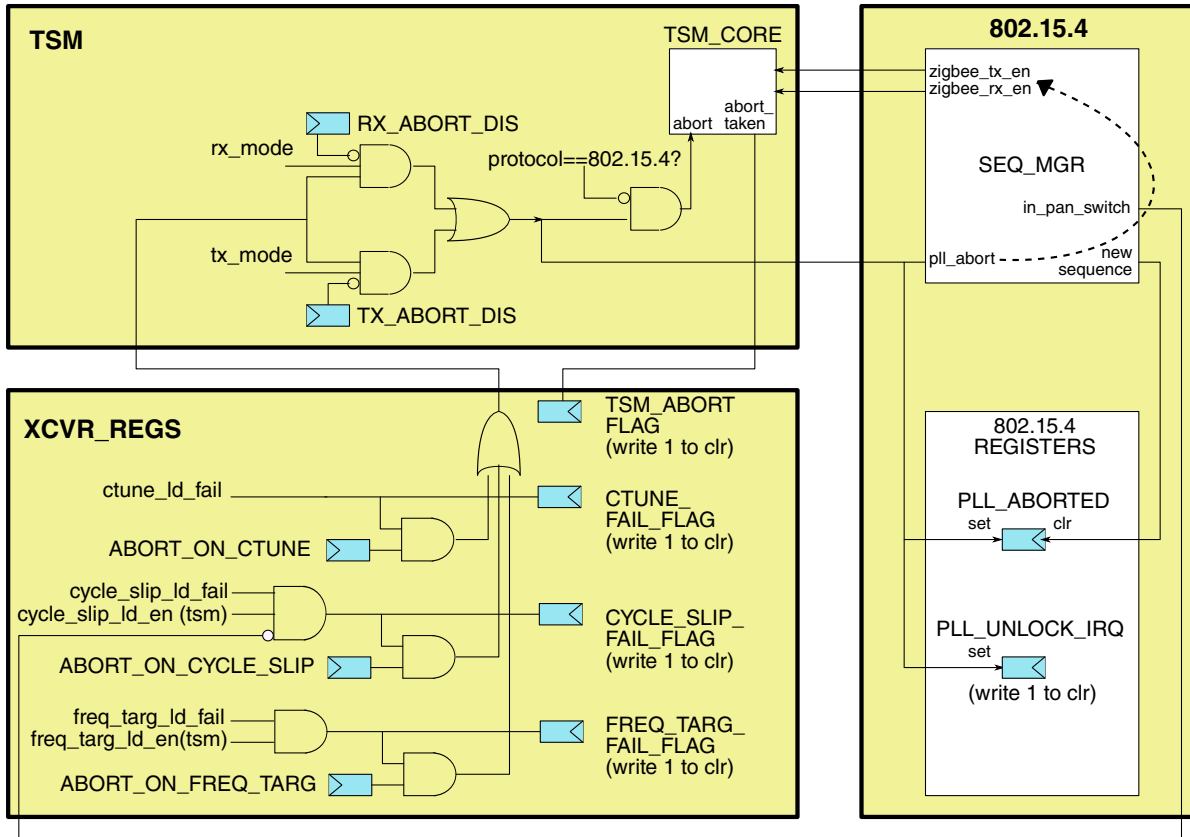 TSM
TSM_CORE
abort
abort_
taken
RX_ABORT_DIS
rx_mode
protocol==802.15.4?
tx_mode
TX_ABORT_DIS
802.15.4
zigbee_tx_en
zigbee_rx_en
SEQ_MGR
in_pan_switch
pll_abort
new
sequence
XCVR_REGS
TSM_ABORT
FLAG
(write 1 to clr)
ctune_ld_fail
CTUNE_
FAIL_FLAG
(write 1 to clr)
ABORT_ON_CTUNE
cycle_slip_ld_fail
cycle_slip_ld_en (tsm)
CYCLE_SLIP_
FAIL_FLAG
(write 1 to clr)
ABORT_ON_CYCLE_SLIP
freq_targ_ld_fail
freq_targ_ld_en(tsm)
FREQ_TARG_
FAIL_FLAG
(write 1 to clr)
ABORT_ON_FREQ_TARG
802.15.4
REGISTERS
PLL_ABORTED
set
clr
PLL_UNLOCK_IRQ
set
(write 1 to clr)